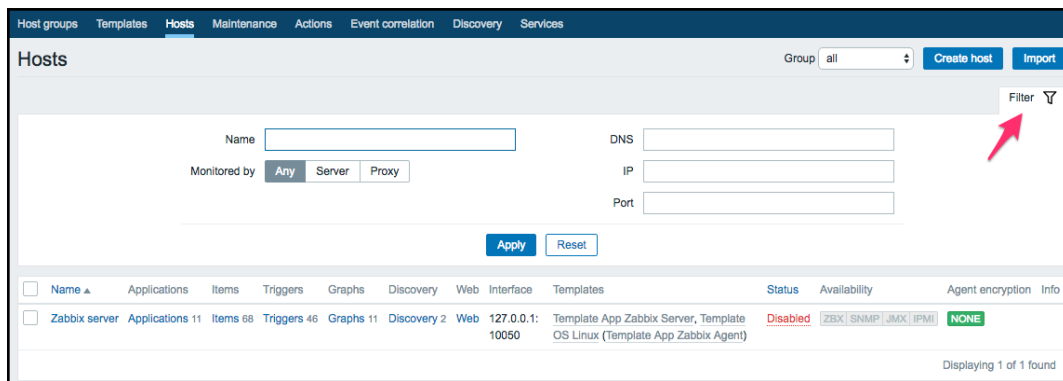 Host groups Templates Hosts Maintenance Actions Event correlation Discovery Services
Hosts Group all Create host Import
Filter
Name DNS
Monitored by Any Server Proxy IP
Port
Apply Reset
Name Applications Items Triggers Graphs Discovery Web Interface Templates Status Availability Agent encryption Info
Zabbix server Applications 11 Items 68 Triggers 46 Graphs 11 Discovery 2 Web 127.0.0.1: Template App Zabbix Server, Template Disabled ZBX SNMP JMX IPMI NONE
10050 OS Linux (Template App Zabbix Agent)
Displaying 1 of 1 found